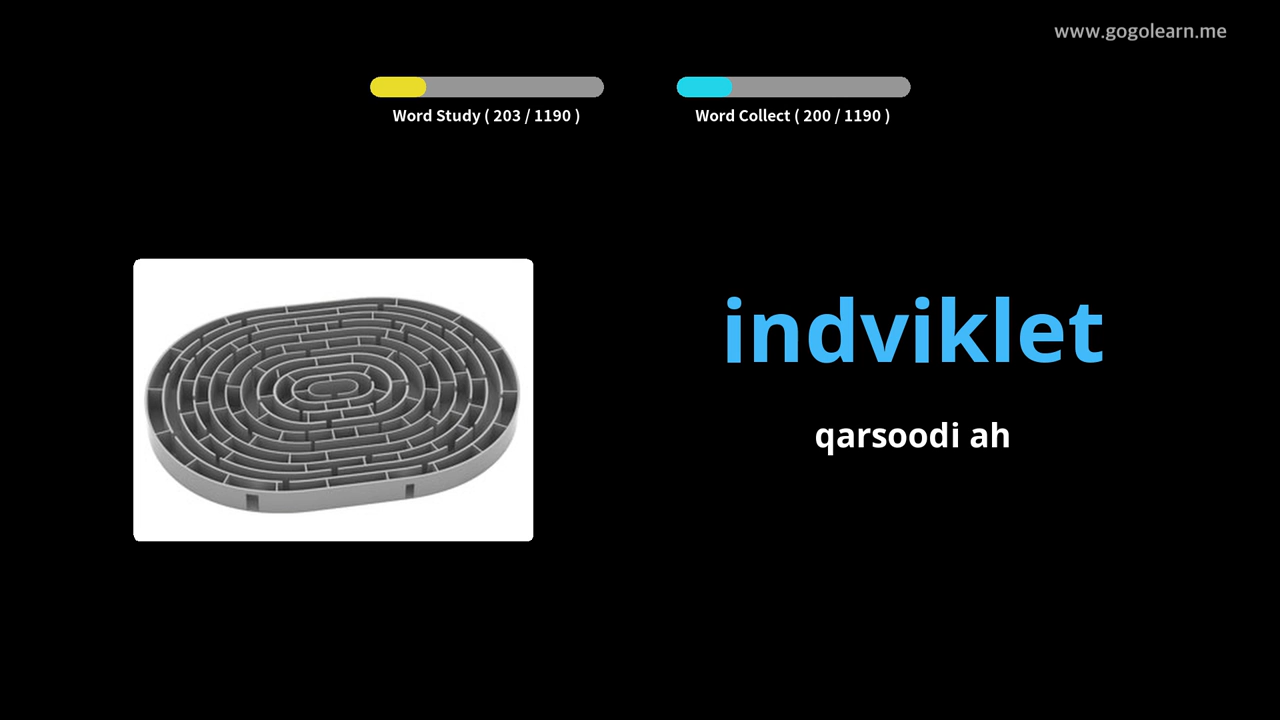 www.gogolearn.me
Word Study ( 203 / 1190 )
Word Collect ( 200 / 1190 )
indviklet
qarsoodi ah